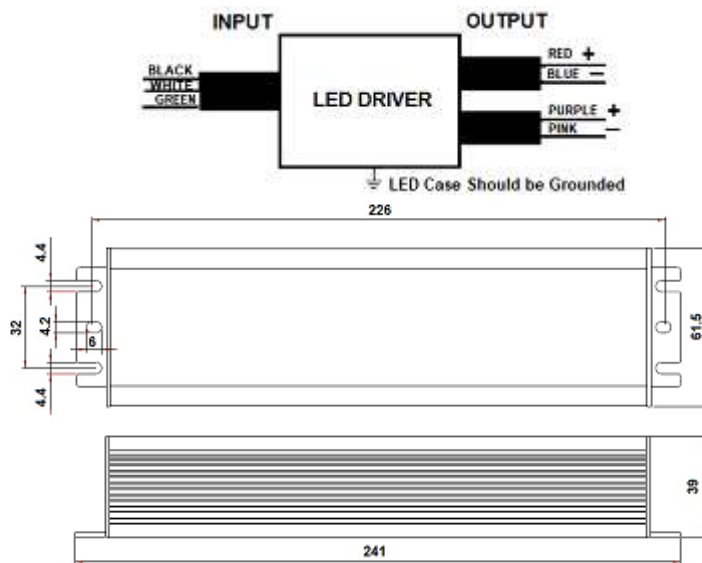 INPUT
OUTPUT
BLACK
WHITE
GREEN
LED DRIVER
RED +
BLUE −
PURPLE +
PINK −
LED Case Should be Grounded
226
4.4
32
4.2
6
4.4
61.5
39
241